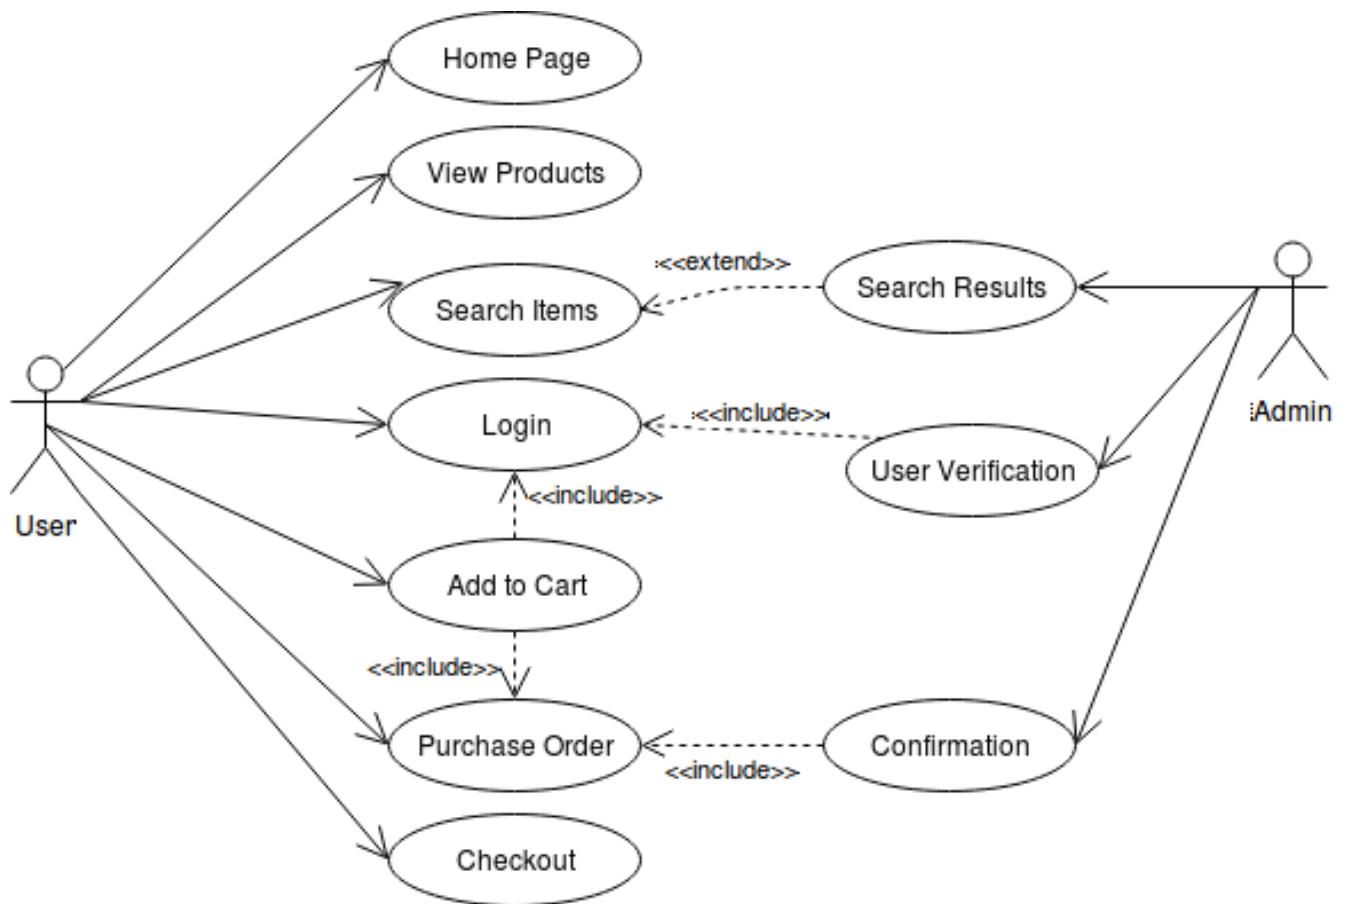 Home Page
View Products
<<extend>>
Search Results
Search Items
Admin
Login
<<include>>
User Verification
<<include>>
User
Add to Cart
<<include>>
Purchase Order
Confirmation
<<include>>
Checkout